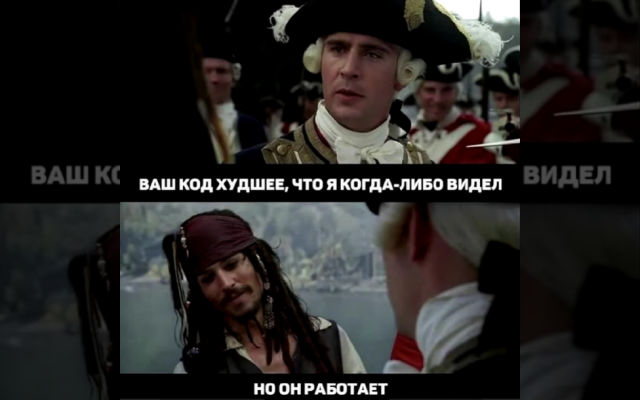 ВАШ КОД ХУДШЕЕ, ЧТО Я КОГДА-ЛИБО ВИДЕЛ
НО ОН РАБОТАЕТ